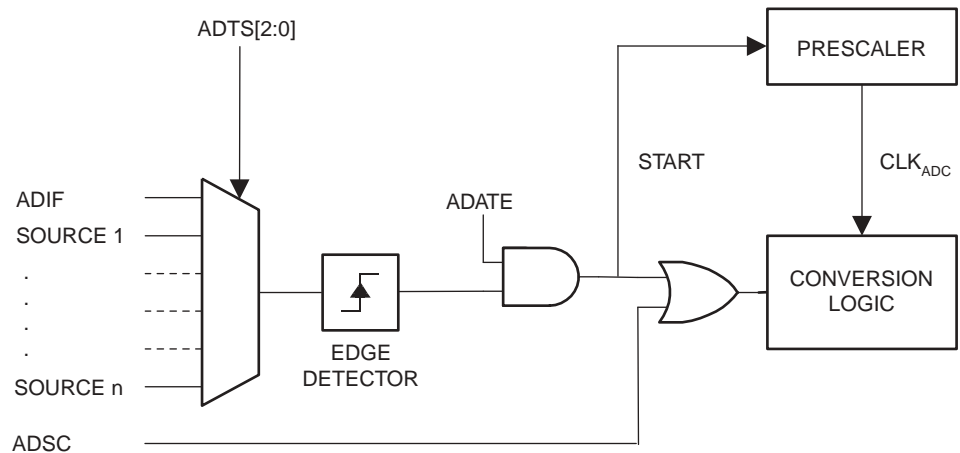 ADTS[2:0]
PRESCALER
START
CLKADC
ADIF
ADATE
SOURCE 1
.
.
.
.
CONVERSION
LOGIC
EDGE
DETECTOR
SOURCE n
ADSC